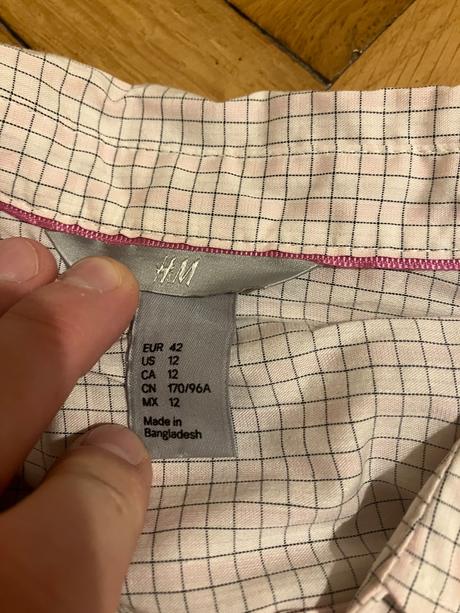 H&M
EUR 42
US 12
CA 12
CN 170/96A
MX 12
Made in
Bangladesh